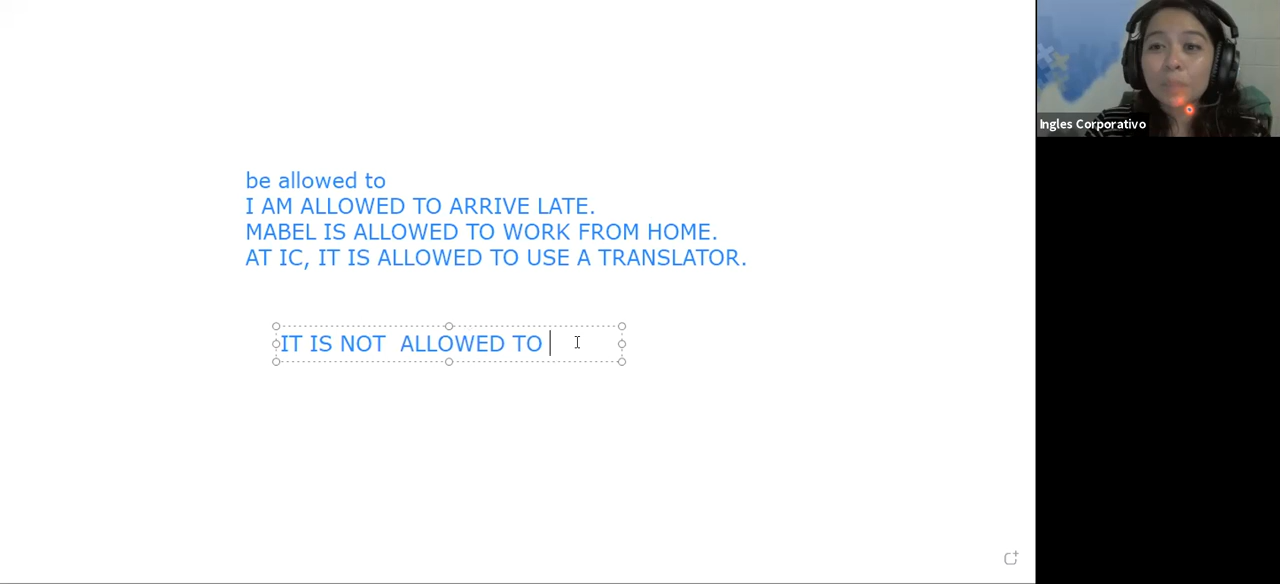 be allowed to
I AM ALLOWED TO ARRIVE LATE.
MABEL IS ALLOWED TO WORK FROM HOME.
AT IC, IT IS ALLOWED TO USE A TRANSLATOR.
IT IS NOT  ALLOWED TO
Ingles Corporativo